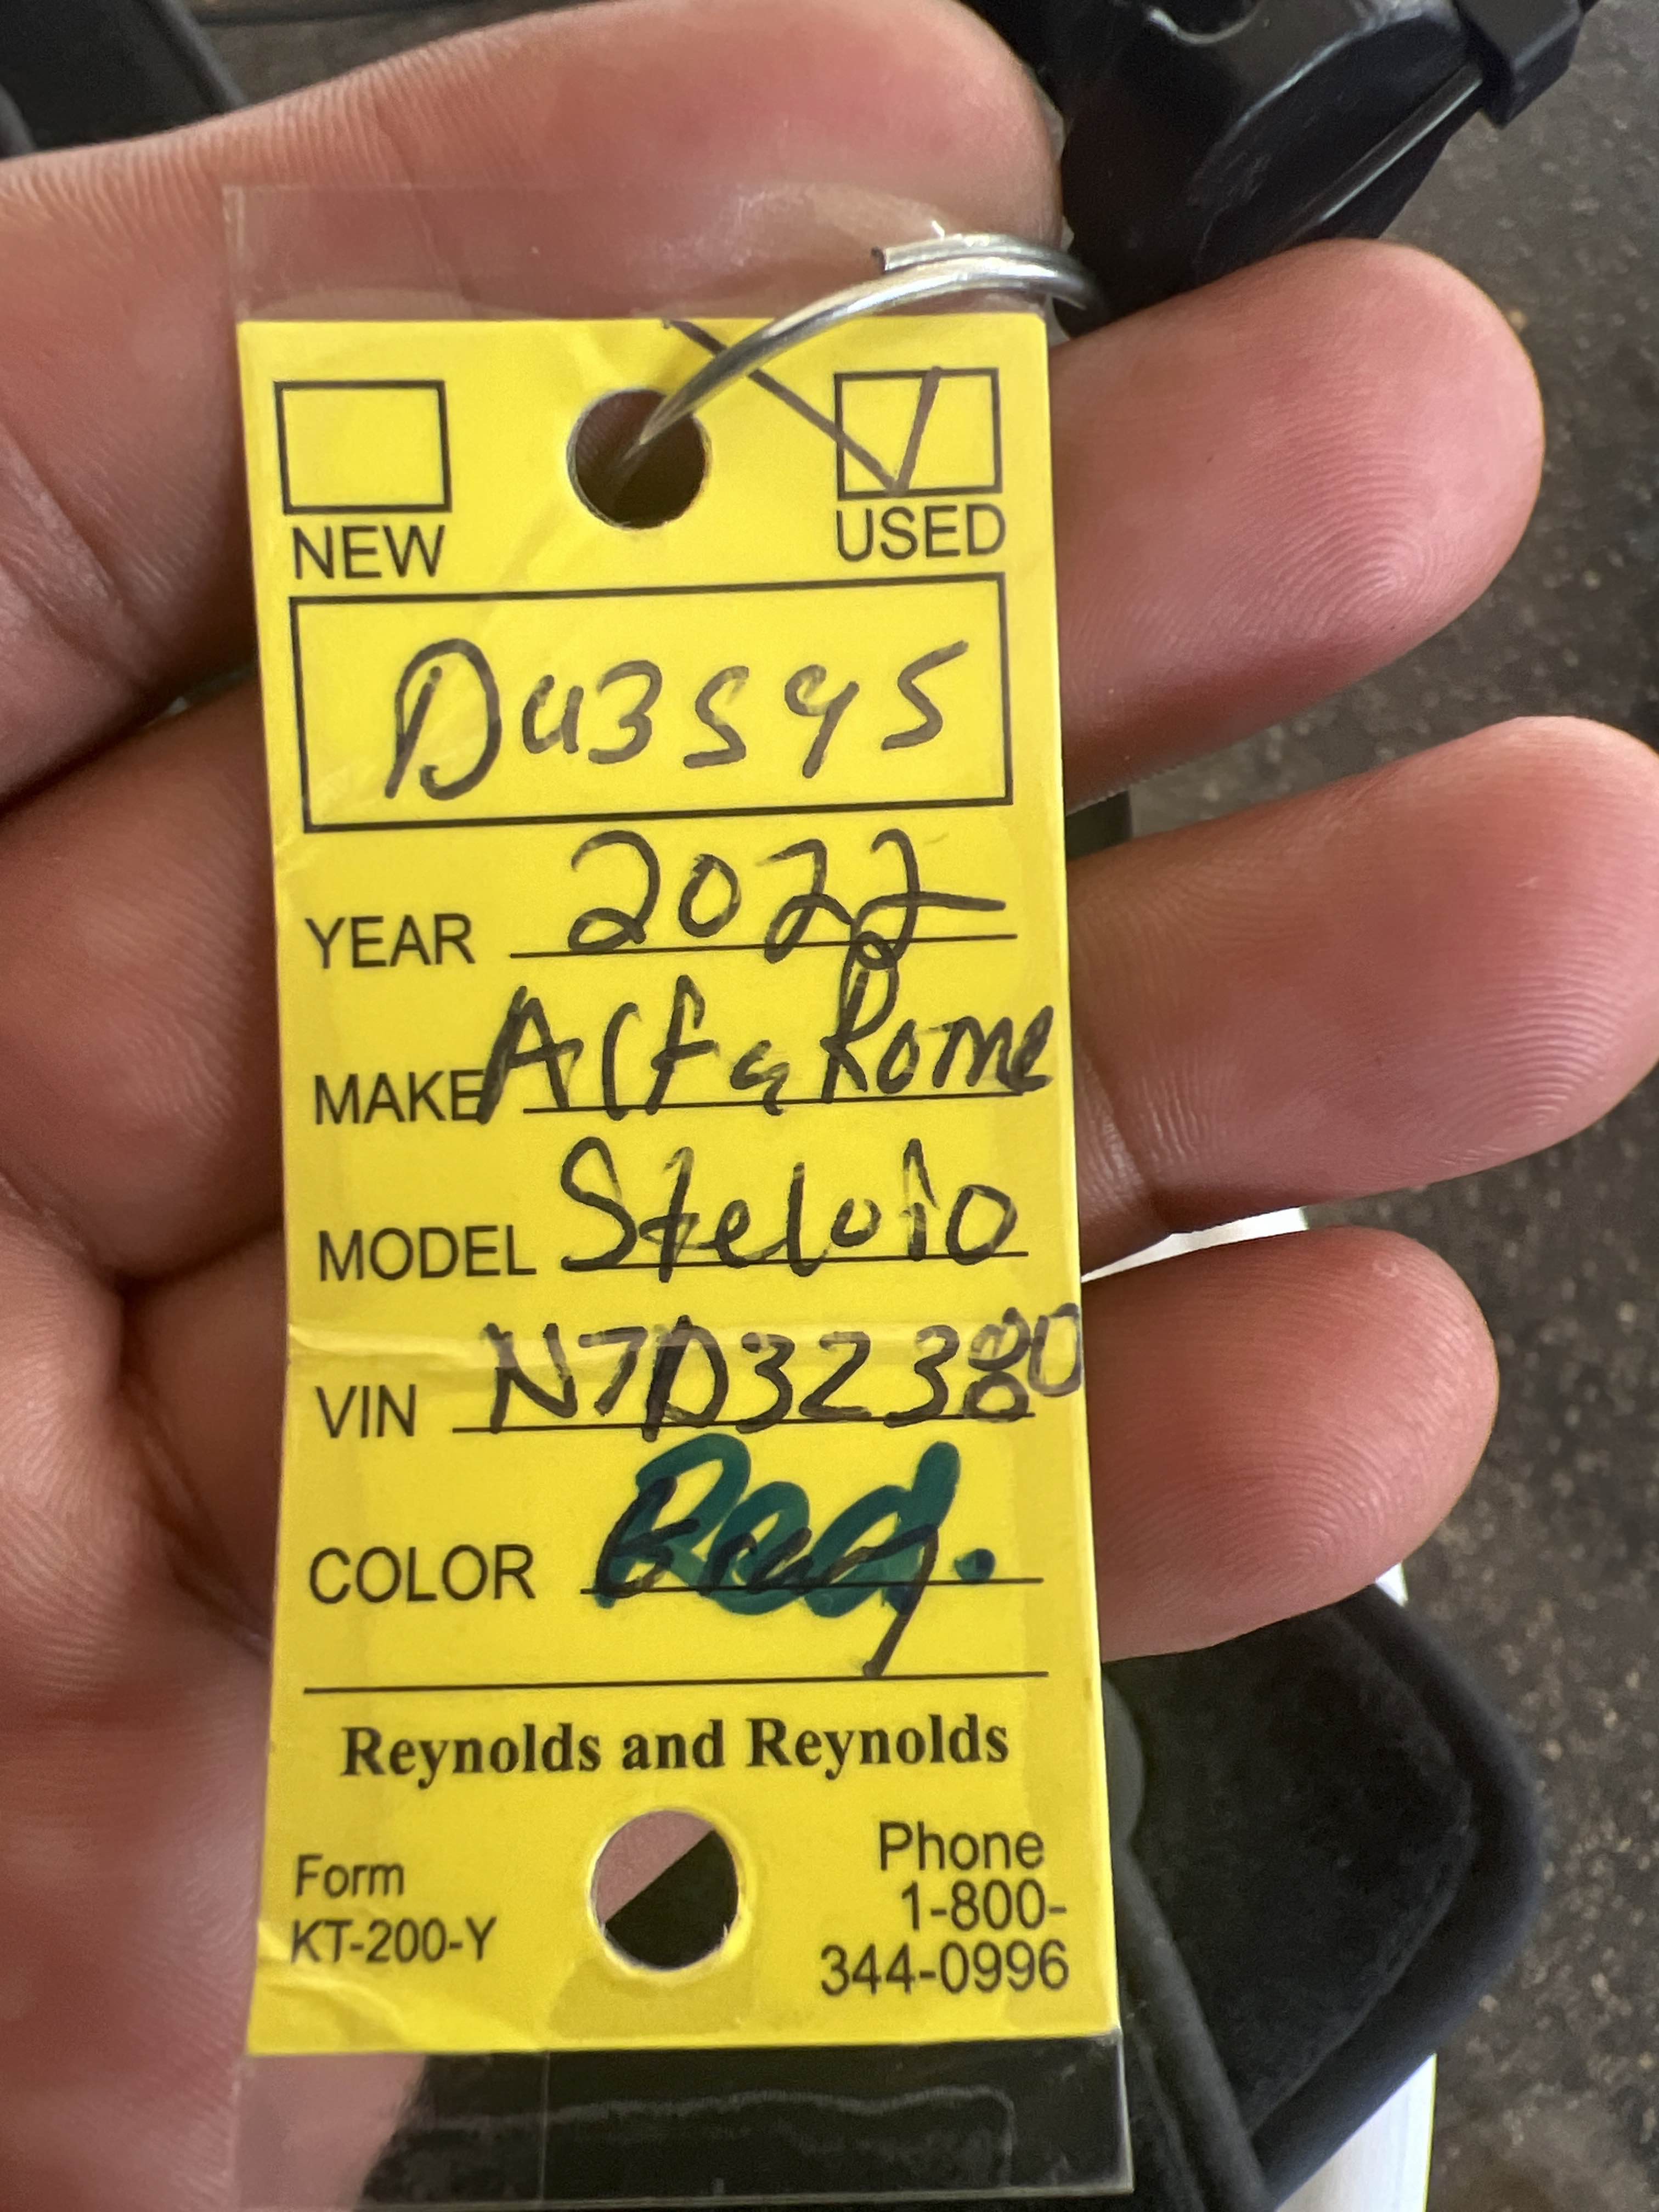 NEW USED
D43595
YEAR 2022
MAKE Alfa Rome
MODEL Stelvio
VIN N7D32380
COLOR Red.
Reynolds and Reynolds
Form
KT-200-Y
Phone
1-800-
344-0996